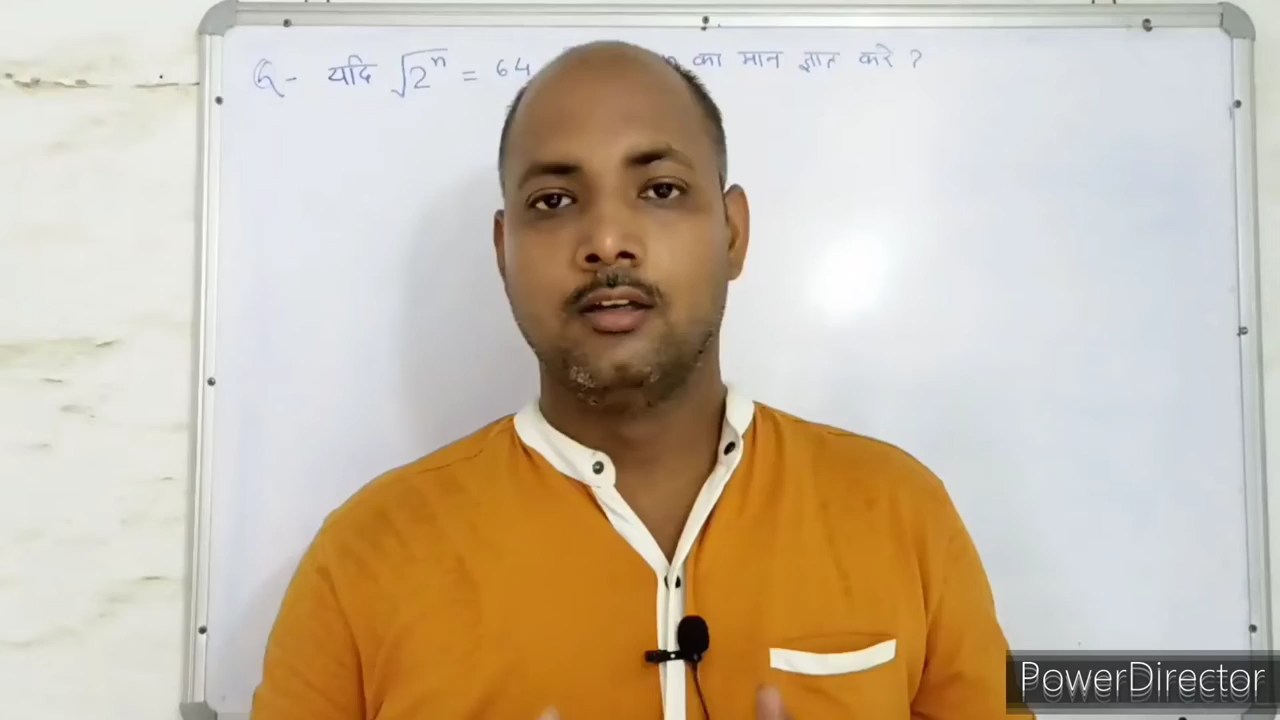 Q- यदि √2ⁿ = 64 का मान ज्ञात करे ?
PowerDirector